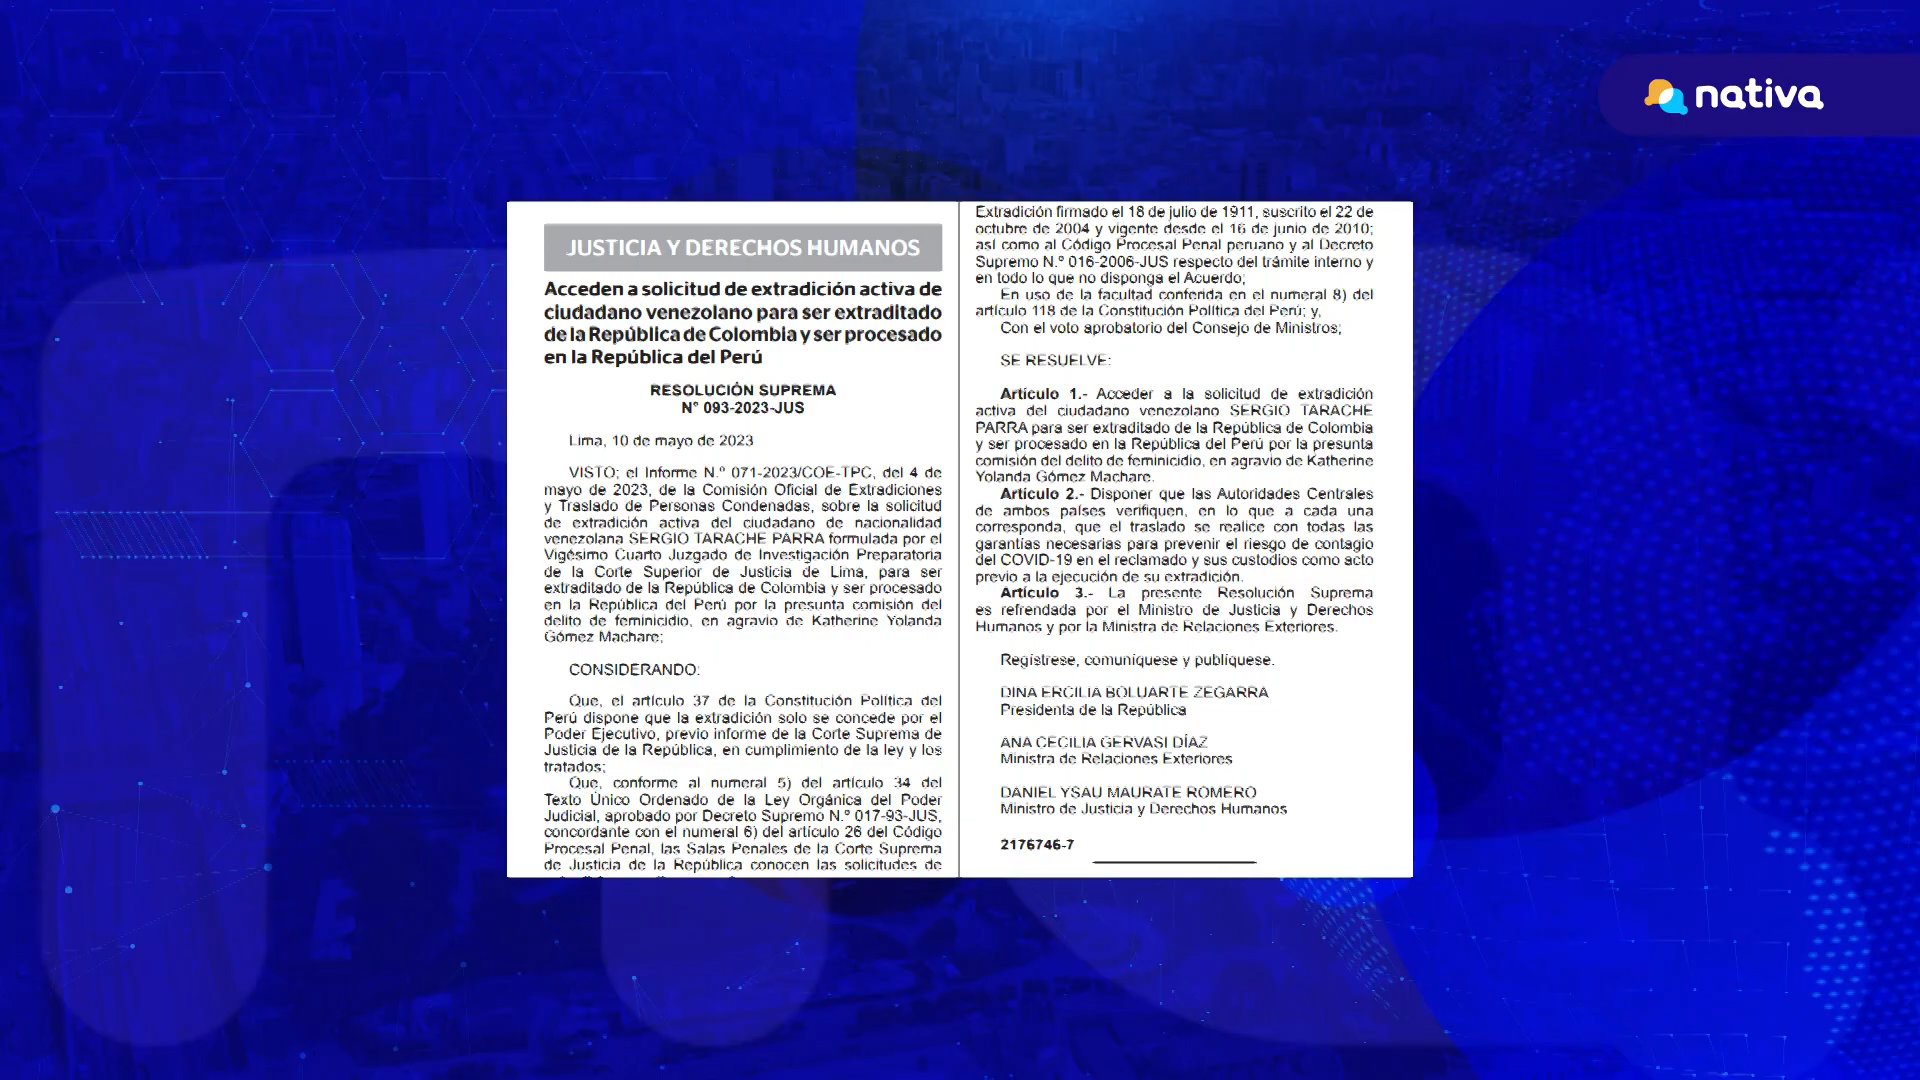 nativa
JUSTICIA Y DERECHOS HUMANOS
Acceden a solicitud de extradición activa de
ciudadano venezolano para ser extraditado
de la República de Colombia y ser procesado
en la República del Perú
RESOLUCIÓN SUPREMA
N° 093-2023-JUS
Lima, 10 de mayo de 2023
VISTO; el Informe N.º 071-2023/COE-TPC, del 4 de
mayo de 2023, de la Comisión Oficial de Extradiciones
y Traslado de Personas Condenadas, sobre la solicitud
de extradición activa del ciudadano de nacionalidad
venezolana SERGIO TARACHE PARRA formulada por el
Vigésimo Cuarto Juzgado de Investigación Preparatoria
de la Corte Superior de Justicia de Lima, para ser
extraditado de la República de Colombia y ser procesado
en la República del Perú por la presunta comisión del
delito de feminicidio, en agravio de Katherine Yolanda
Gómez Machare;
CONSIDERANDO:
Que, el artículo 37 de la Constitución Política del
Perú dispone que la extradición solo se concede por el
Poder Ejecutivo, previo informe de la Corte Suprema de
Justicia de la República, en cumplimiento de la ley y los
tratados;
Que, conforme al numeral 5) del artículo 34 del
Texto Único Ordenado de la Ley Orgánica del Poder
Judicial, aprobado por Decreto Supremo N.º 017-93-JUS,
concordante con el numeral 6) del artículo 26 del Código
Procesal Penal, las Salas Penales de la Corte Suprema
de Justicia de la República conocen las solicitudes de
Extradición firmado el 18 de julio de 1911, suscrito el 22 de
octubre de 2004 y vigente desde el 16 de junio de 2010;
así como al Código Procesal Penal peruano y al Decreto
Supremo N.º 016-2006-JUS respecto del trámite interno y
en todo lo que no disponga el Acuerdo;
En uso de la facultad conferida en el numeral 8) del
artículo 118 de la Constitución Política del Perú; y,
Con el voto aprobatorio del Consejo de Ministros;
SE RESUELVE:
Artículo 1.- Acceder a la solicitud de extradición
activa del ciudadano venezolano SERGIO TARACHE
PARRA para ser extraditado de la República de Colombia
y ser procesado en la República del Perú por la presunta
comisión del delito de feminicidio, en agravio de Katherine
Yolanda Gómez Machare.
Artículo 2.- Disponer que las Autoridades Centrales
de ambos países verifiquen, en lo que a cada una
corresponda, que el traslado se realice con todas las
garantías necesarias para prevenir el riesgo de contagio
del COVID-19 en el reclamado y sus custodios como acto
previo a la ejecución de su extradición.
Artículo 3.- La presente Resolución Suprema
es refrendada por el Ministro de Justicia y Derechos
Humanos y por la Ministra de Relaciones Exteriores.
Regístrese, comuníquese y publíquese.
DINA ERCILIA BOLUARTE ZEGARRA
Presidenta de la República
ANA CECILIA GERVASI DÍAZ
Ministra de Relaciones Exteriores
DANIEL YSAU MAURATE ROMERO
Ministro de Justicia y Derechos Humanos
2176746-7